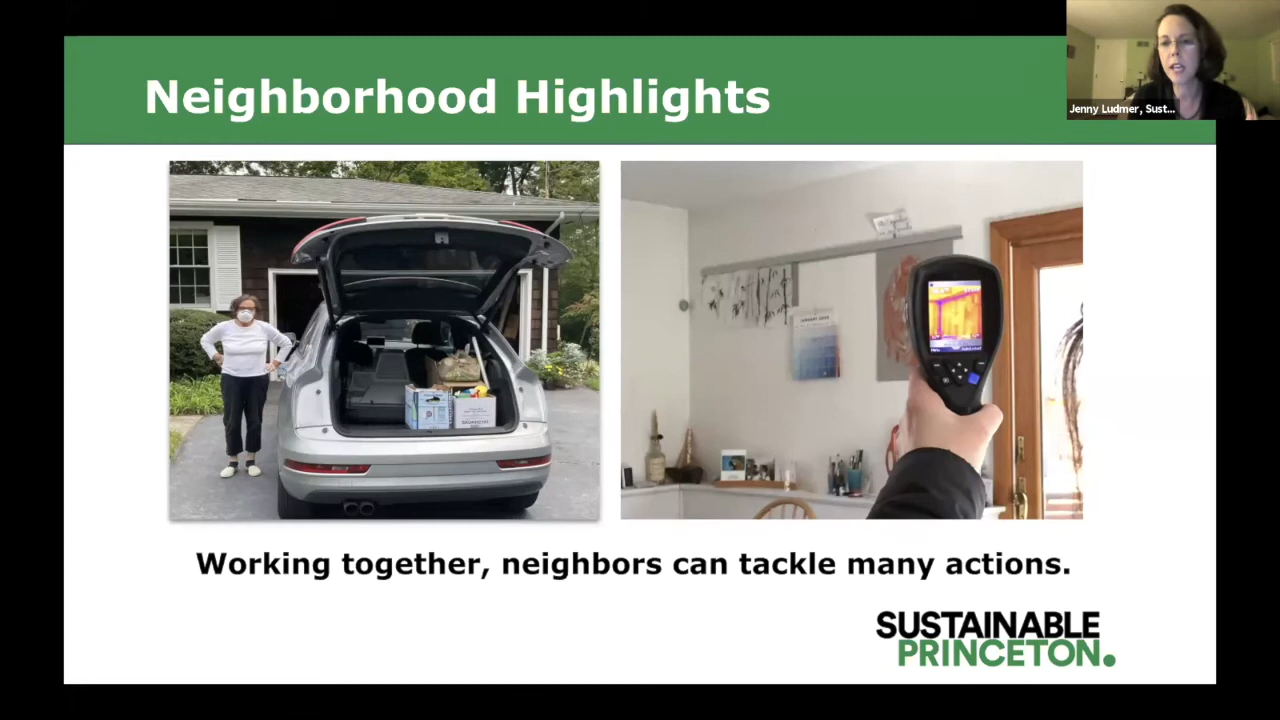 Neighborhood Highlights
Jenny Ludmer, Sust...
Working together, neighbors can tackle many actions.
SUSTAINABLE
PRINCETON.